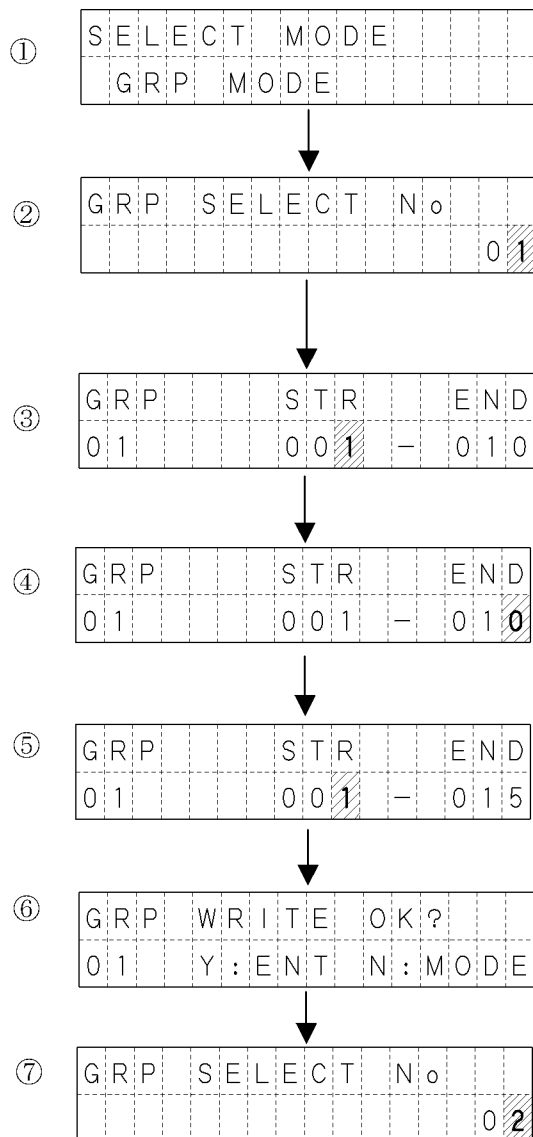 ①
SELECT MODE
GRP MODE
②
GRP SELECT No
01
③
GRP STR END
01 001 - 010
④
GRP STR END
01 001 - 010
⑤
GRP STR END
01 001 - 015
⑥
GRP WRITE OK?
01 Y:ENT N:MODE
⑦
GRP SELECT No
02